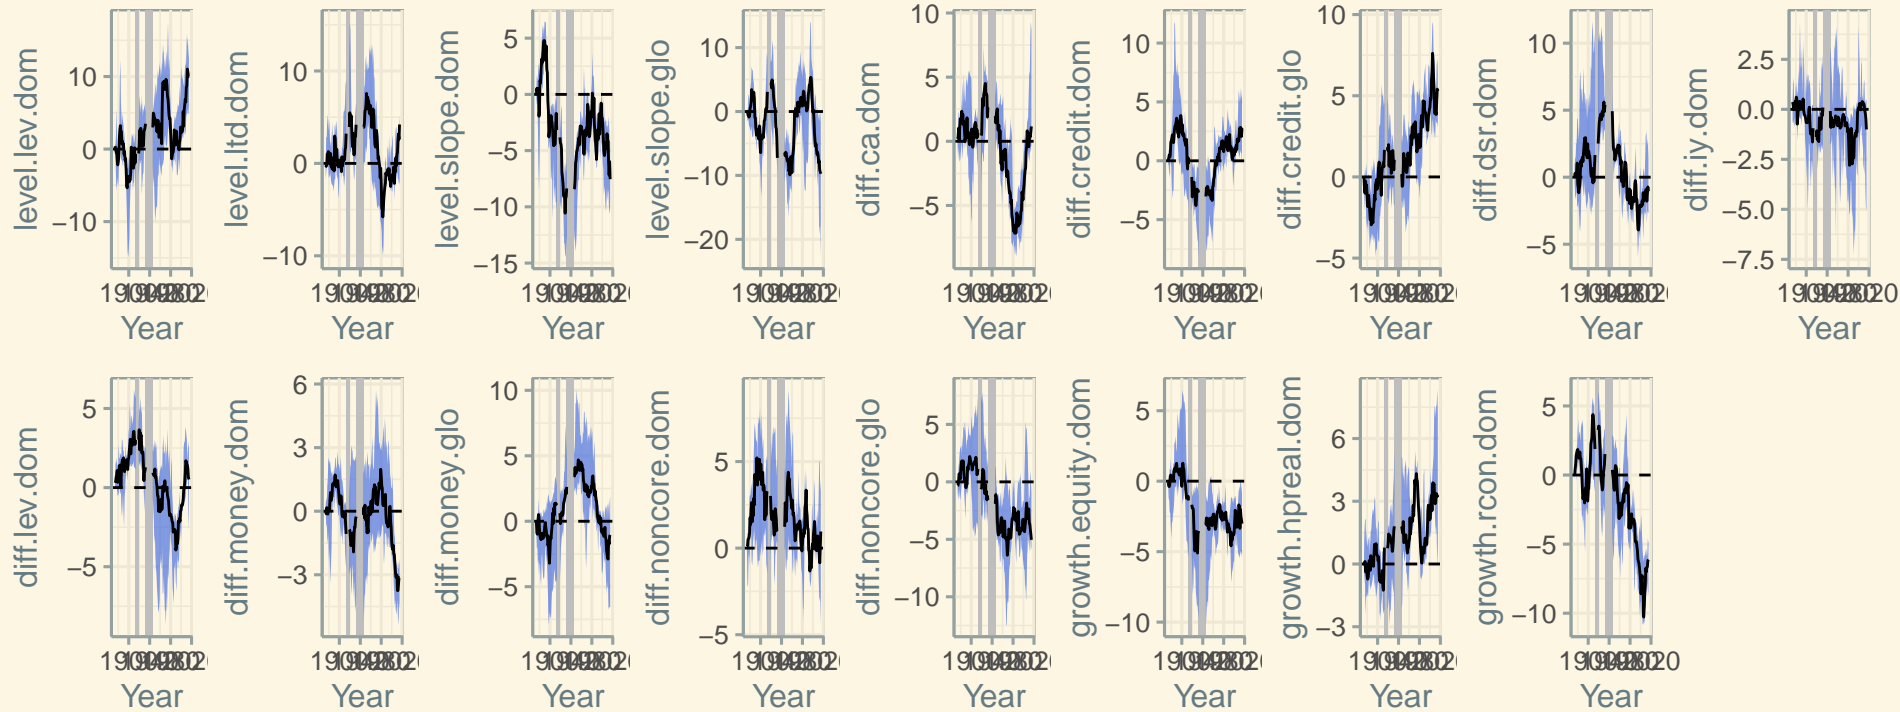 level.lev.dom
10
0
−10
Year
level.ltd.dom
10
0
−10
Year
level.slope.dom
5
0
−5
−10
−15
Year
level.slope.glo
10
0
−10
−20
Year
diff.ca.dom
10
5
0
−5
Year
diff.credit.dom
10
5
0
−5
Year
diff.credit.glo
10
5
0
−5
Year
diff.dsr.dom
10
5
0
−5
Year
diff.iy.dom
2.5
0.0
−2.5
−5.0
−7.5
Year
diff.lev.dom
5
0
−5
Year
diff.money.dom
6
3
0
−3
Year
diff.money.glo
10
5
0
−5
Year
diff.noncore.dom
5
0
−5
Year
diff.noncore.glo
5
0
−5
−10
Year
growth.equity.dom
5
0
−5
−10
Year
growth.hpreal.dom
6
3
0
−3
Year
growth.rcon.dom
5
0
−5
−10
Year